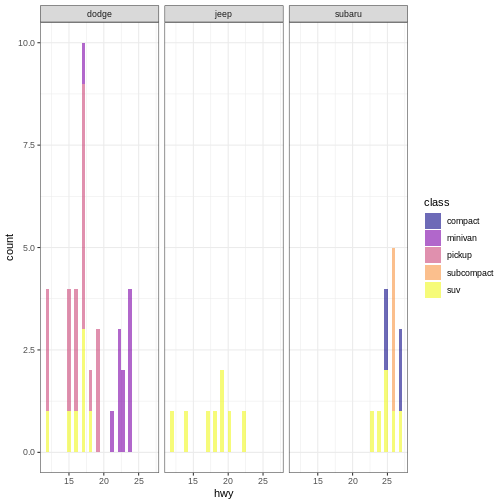 dodge jeep subaru
10.0
7.5
5.0
2.5
0.0
count
15 20 25 15 20 25 15 20 25
hwy
class
compact
minivan
pickup
subcompact
suv